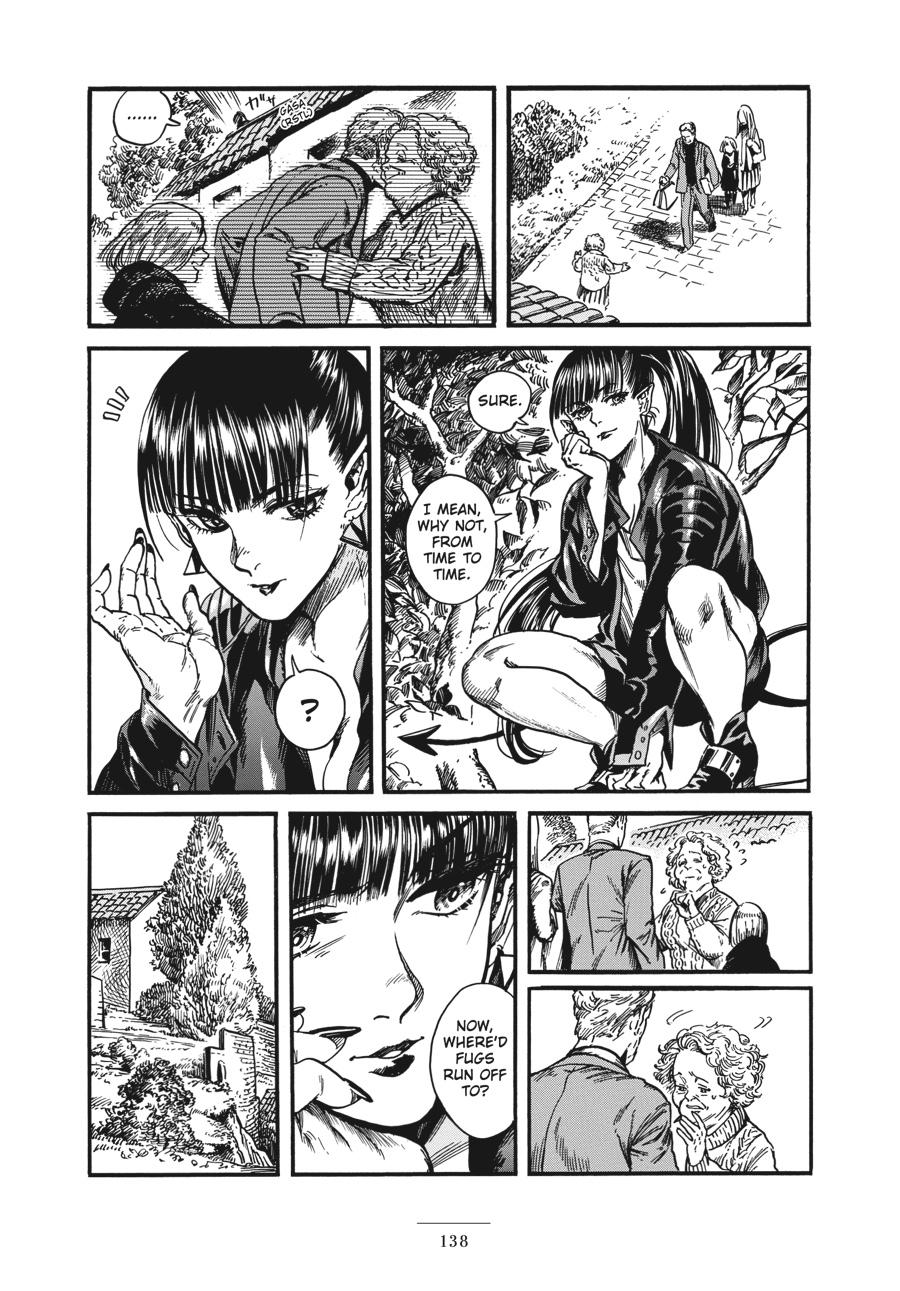 ......
ガサ
GASA
(RSTL)
SURE.
I MEAN,
WHY NOT,
FROM
TIME TO
TIME.
?
NOW,
WHERE'D
FUGS
RUN OFF
TO?
138